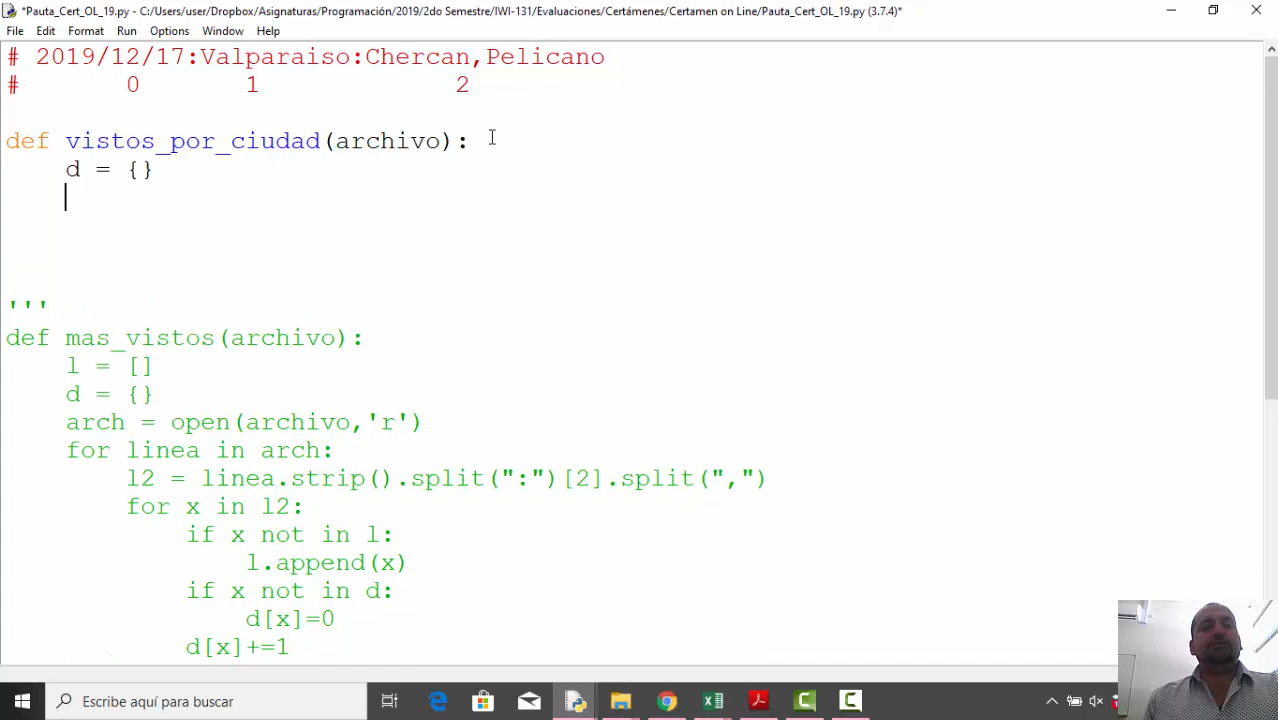 *Pauta_Cert_OL_19.py - C:/Users/user/Dropbox/Asignaturas/Programación/2019/2do Semestre/IWI-131/Evaluaciones/Certámenes/Certamen on Line/Pauta_Cert_OL_19.py (3.7.4)*
File Edit Format Run Options Window Help
# 2019/12/17:Valparaiso:Chercan,Pelicano
#       0       1             2
def vistos_por_ciudad(archivo):
    d = {}
'''
def mas_vistos(archivo):
    l = []
    d = {}
    arch = open(archivo,'r')
    for linea in arch:
        l2 = linea.strip().split(":")[2].split(",")
        for x in l2:
            if x not in l:
                l.append(x)
            if x not in d:
                d[x]=0
            d[x]+=1
Escribe aquí para buscar